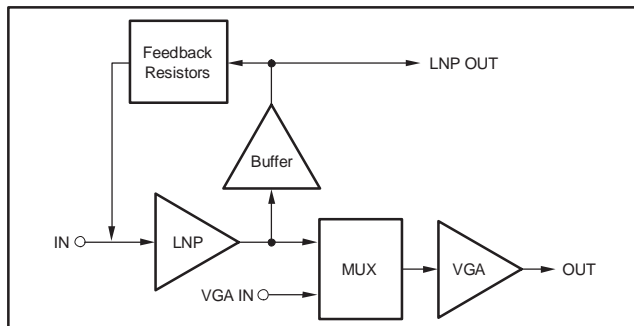 Feedback
Resistors
LNP OUT
Buffer
IN
LNP
MUX
VGA
OUT
VGA IN